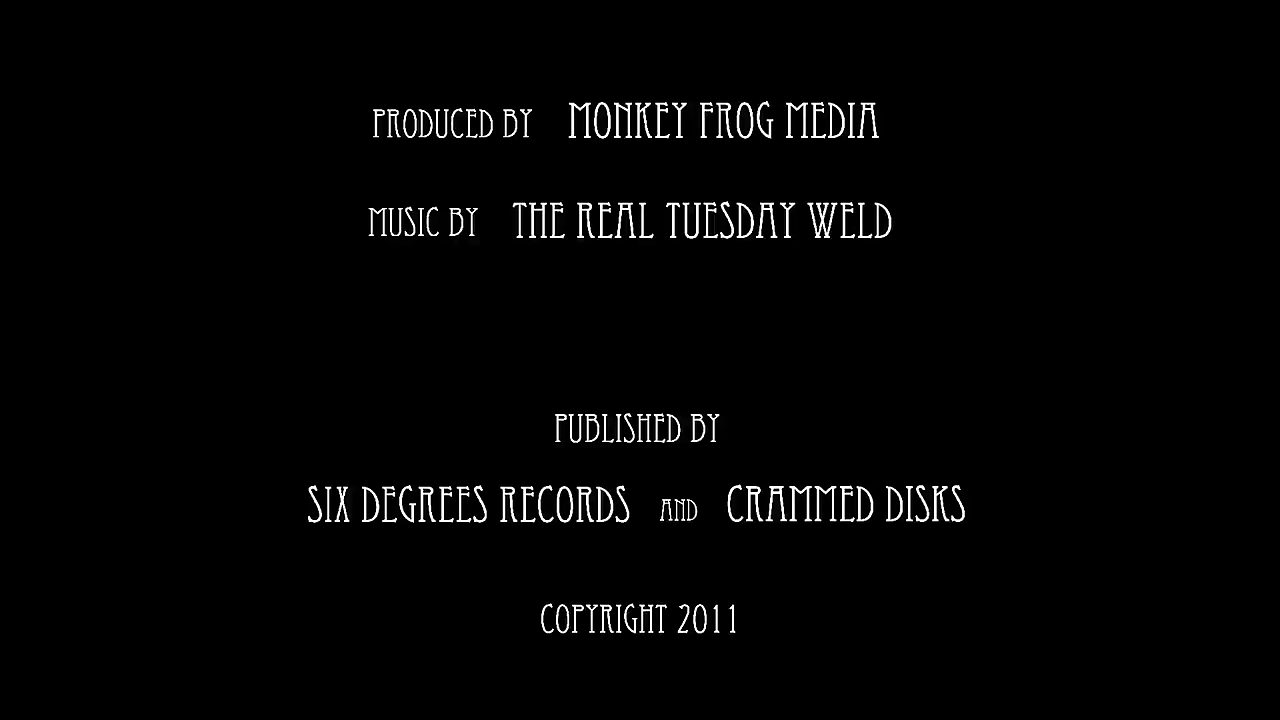 PRODUCED BY MONKEY FROG MEDIA
MUSIC BY THE REAL TUESDAY WELD
PUBLISHED BY
SIX DEGREES RECORDS AND CRAMMED DISKS
COPYRIGHT 2011